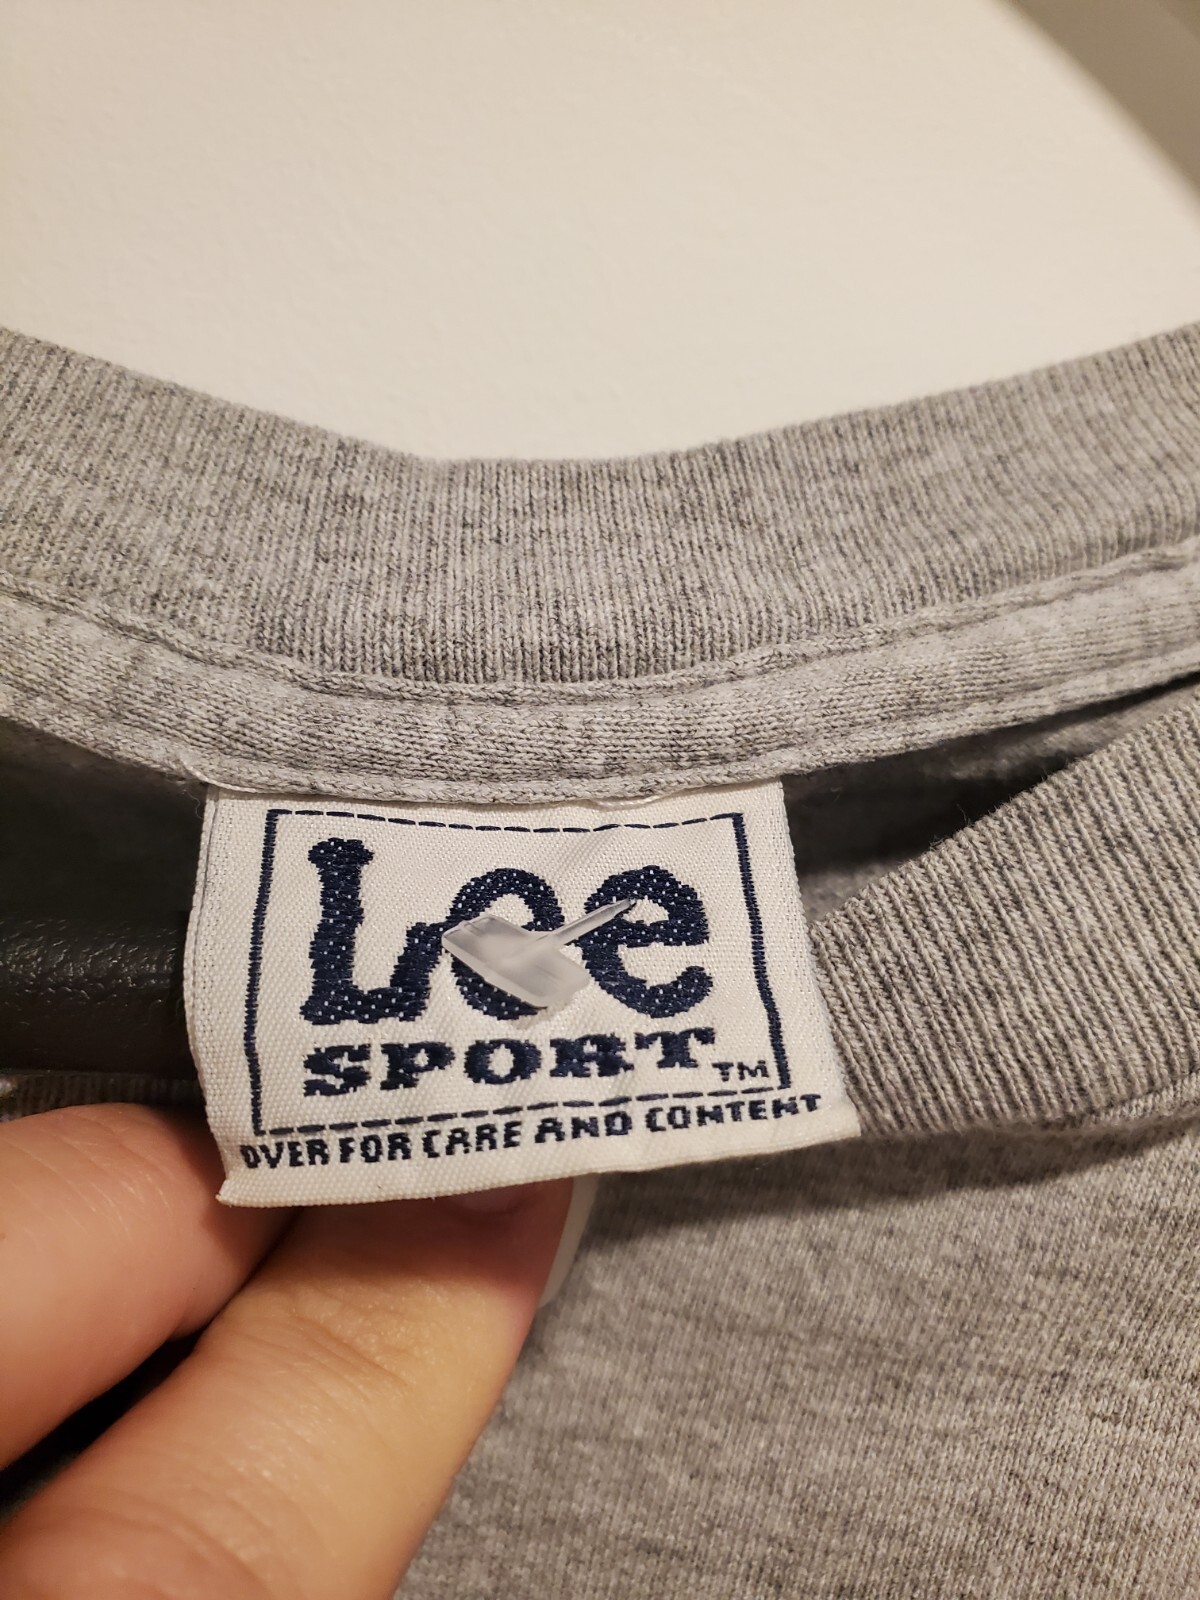 Lee
SPORT TM
OVER FOR CARE AND CONTENT